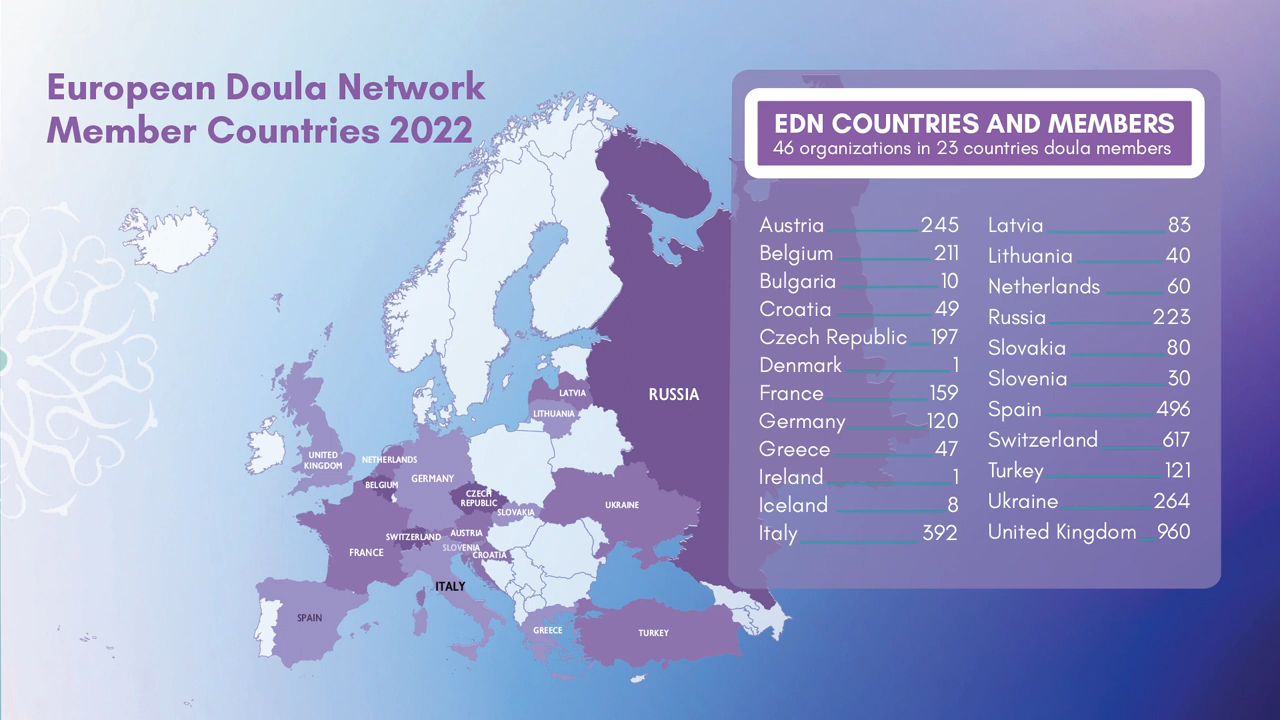 European Doula Network
Member Countries 2022
EDN COUNTRIES AND MEMBERS
46 organizations in 23 countries doula members
Austria 245
Belgium 211
Bulgaria 10
Croatia 49
Czech Republic 197
Denmark 1
France 159
Germany 120
Greece 47
Ireland 1
Iceland 8
Italy 392
Latvia 83
Lithuania 40
Netherlands 60
Russia 223
Slovakia 80
Slovenia 30
Spain 496
Switzerland 617
Turkey 121
Ukraine 264
United Kingdom 960
RUSSIA
LATVIA
LITHUANIA
UNITED
KINGDOM
NETHERLANDS
BELGIUM
GERMANY
CZECH
REPUBLIC
SLOVAKIA
UKRAINE
SWITZERLAND
AUSTRIA
SLOVENIA
CROATIA
FRANCE
ITALY
SPAIN
GREECE
TURKEY